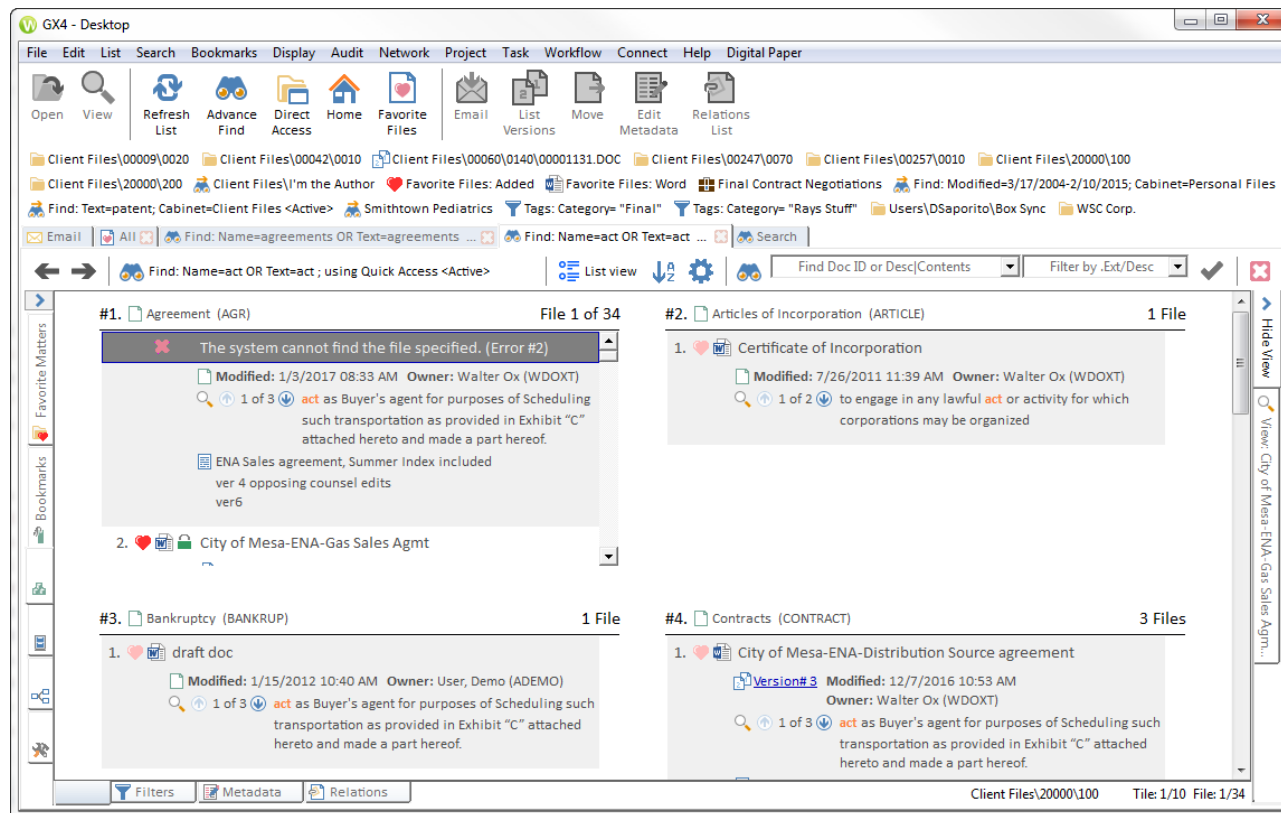 GX4 - Desktop
File Edit List Search Bookmarks Display Audit Network Project Task Workflow Connect Help Digital Paper
Open View Refresh List Advance Find Direct Access Home Favorite Files Email List Versions Move Edit Metadata Relations List
Client Files\00009\0020 Client Files\00042\0010 Client Files\00060\0140\00001131.DOC Client Files\00247\0070 Client Files\00257\0010 Client Files\20000\100
Client Files\20000\200 Client Files\I'm the Author Favorite Files: Added Favorite Files: Word Final Contract Negotiations Find: Modified=3/17/2004-2/10/2015; Cabinet=Personal Files
Find: Text=patent; Cabinet=Client Files <Active> Smithtown Pediatrics Tags: Category= "Final" Tags: Category= "Rays Stuff" Users\DSaporito\Box Sync WSC Corp.
Email All Find: Name=agreements OR Text=agreements ... Find: Name=act OR Text=act ... Search
Find: Name=act OR Text=act ; using Quick Access <Active> List view Find Doc ID or Desc|Contents Filter by .Ext/Desc
Favorite Matters
Bookmarks
#1. Agreement (AGR) File 1 of 34
The system cannot find the file specified. (Error #2)
Modified: 1/3/2017 08:33 AM Owner: Walter Ox (WDOXT)
1 of 3 act as Buyer's agent for purposes of Scheduling
such transportation as provided in Exhibit “C”
attached hereto and made a part hereof.
ENA Sales agreement, Summer Index included
ver 4 opposing counsel edits
ver6
2. City of Mesa-ENA-Gas Sales Agmt
#2. Articles of Incorporation (ARTICLE) 1 File
1. Certificate of Incorporation
Modified: 7/26/2011 11:39 AM Owner: Walter Ox (WDOXT)
1 of 2 to engage in any lawful act or activity for which
corporations may be organized
#3. Bankruptcy (BANKRUP) 1 File
1. draft doc
Modified: 1/15/2012 10:40 AM Owner: User, Demo (ADEMO)
1 of 3 act as Buyer's agent for purposes of Scheduling such
transportation as provided in Exhibit “C” attached
hereto and made a part hereof.
#4. Contracts (CONTRACT) 3 Files
1. City of Mesa-ENA-Distribution Source agreement
Version# 3 Modified: 12/7/2016 10:53 AM
Owner: Walter Ox (WDOXT)
1 of 3 act as Buyer's agent for purposes of Scheduling such
transportation as provided in Exhibit “C” attached
hereto and made a part hereof.
Hide View
View: City of Mesa-ENA-Gas Sales Agm...
Filters Metadata Relations
Client Files\20000\100 Tile: 1/10 File: 1/34